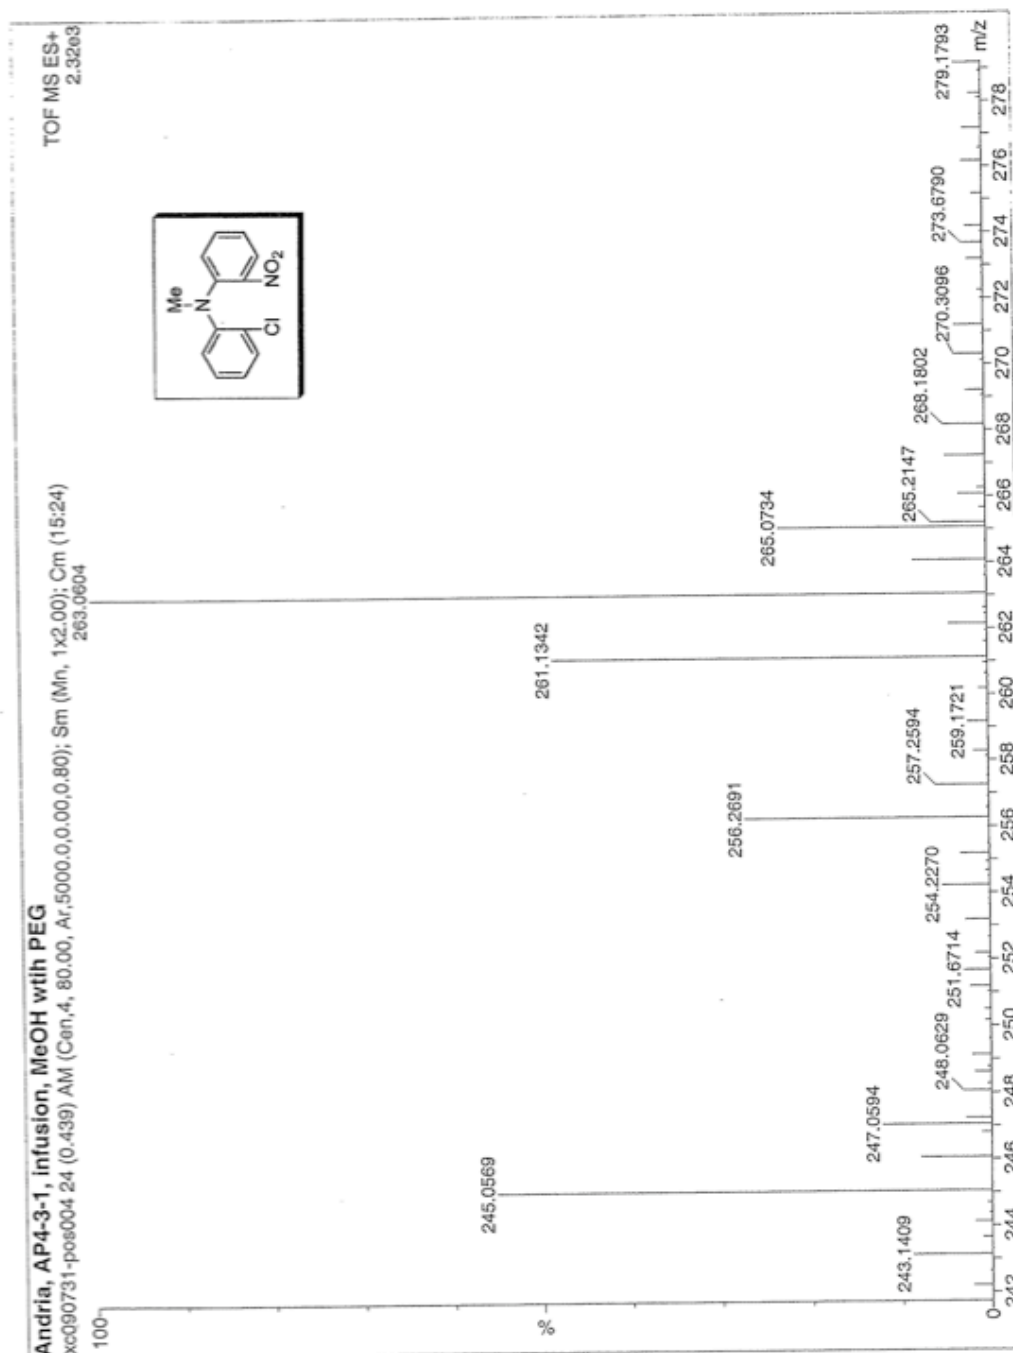 Andria, AP4-3-1, infusion, MeOH wtih PEG
xc090731-pos004 24 (0.439) AM (Cen,4, 80.00, Ar,5000.0,0.00,0.80); Sm (Mn, 1x2.00); Cm (15:24)
TOF MS ES+
2.32e3
100
%
0
Me
N
Cl
NO2
243.1409
245.0569
247.0594
248.0629
251.6714
254.2270
256.2691
257.2594
259.1721
261.1342
263.0604
265.0734
265.2147
268.1802
270.3096
273.6790
279.1793
242 244 246 248 250 252 254 256 258 260 262 264 266 268 270 272 274 276 278
m/z